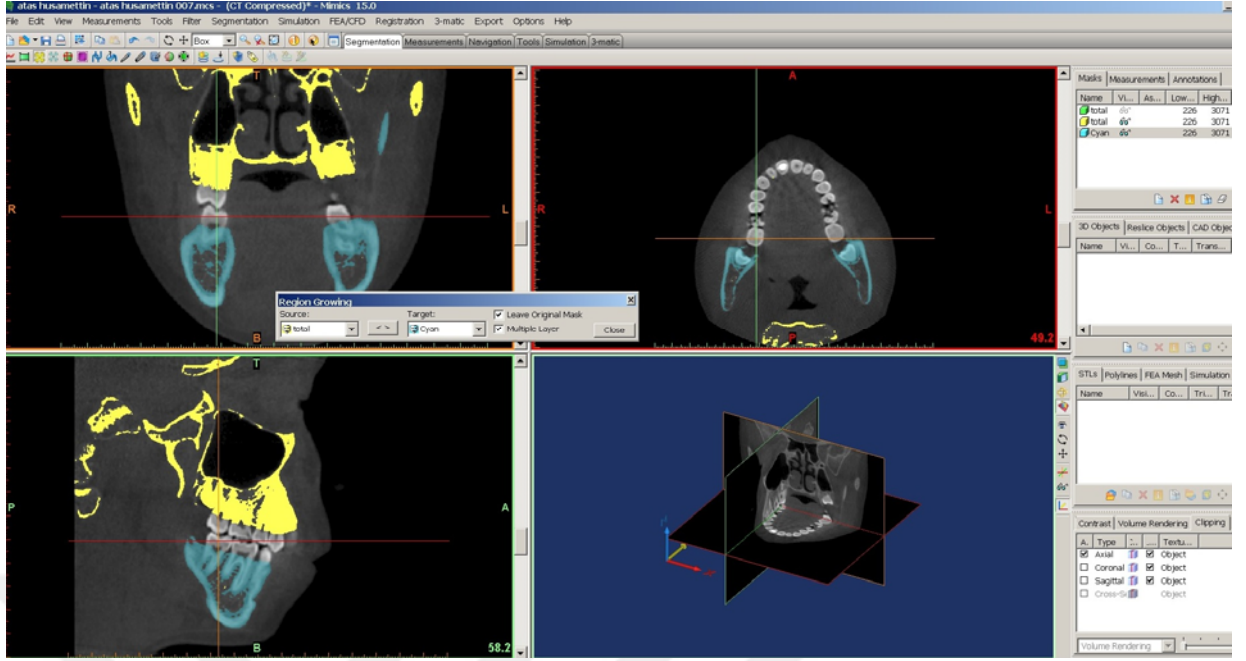 atas husamettin - atas husamettin 007.mcs - (CT Compressed)* - Mimics 15.0
File Edit View Measurements Tools Filter Segmentation Simulation FEA/CFD Registration 3-matic Export Options Help
Box
Segmentation Measurements Navigation Tools Simulation 3-matic
T
R
L
B
A
R
L
P
49.2
Region Growing
Source:
Target:
Leave Original Mask
total
< >
Cyan
Multiple Layer
Close
T
P
A
B
58.2
Masks Measurements Annotations
Name Vi... As... Low... High...
total 226 3071
total 226 3071
Cyan 226 3071
3D Objects Reslice Objects CAD Objec
Name Vi... Co... T... Trans...
STLs Polylines FEA Mesh Simulation
Name Visi... Co... Tri... Tr
Contrast Volume Rendering Clipping
A. Type Textu...
Axial Object
Coronal Object
Sagittal Object
Cross-S Object
Volume Rendering